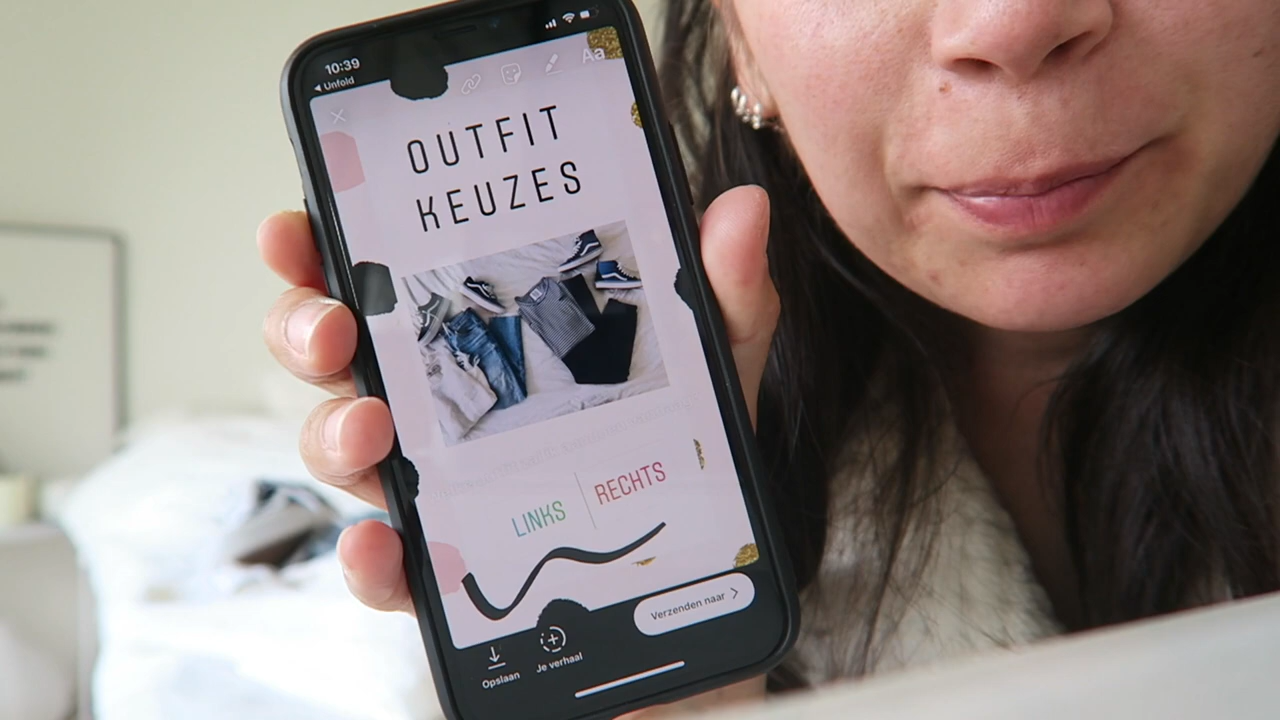 10:39
◀ Unfold
Aa
OUTFIT
KEUZES
LINKS | RECHTS
Verzenden naar >
Opslaan
Je verhaal